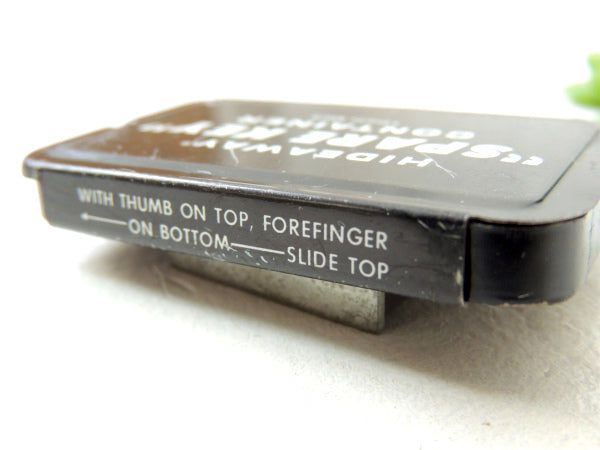 HIDEAWAY
"SPARE KEY"
CONTAINER
WITH THUMB ON TOP, FOREFINGER
ON BOTTOM SLIDE TOP